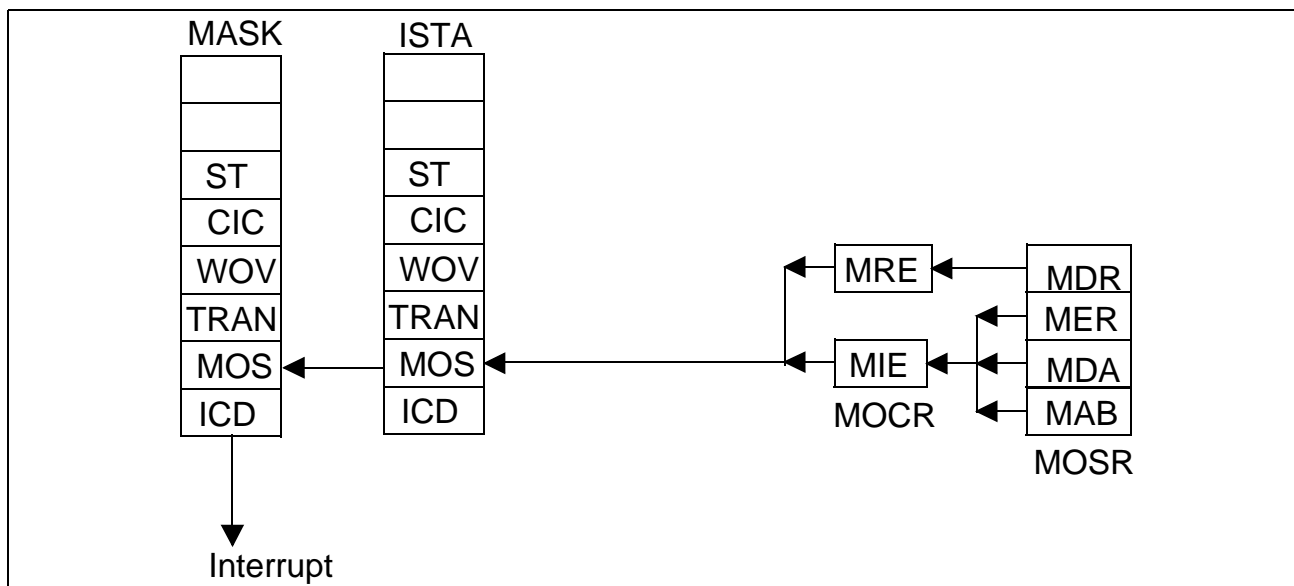 MASK
ISTA
ST
CIC
WOV
TRAN
MOS
ICD
ST
CIC
WOV
TRAN
MOS
ICD
MRE
MIE
MOCR
MDR
MER
MDA
MAB
MOSR
Interrupt